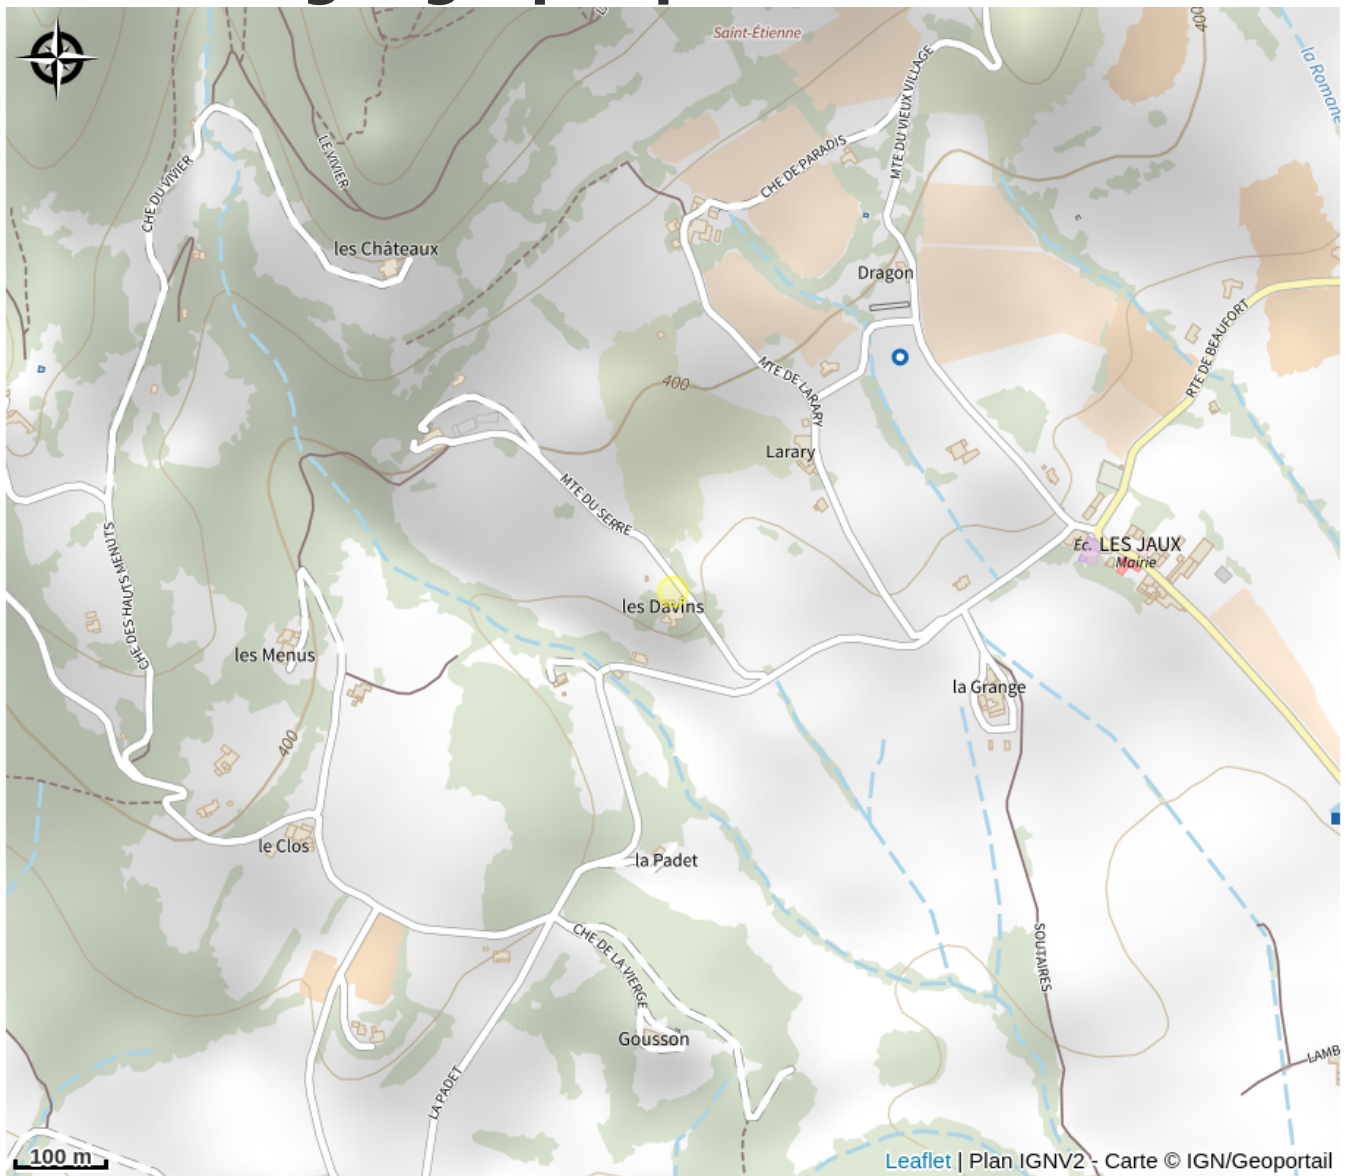 Saint-Étienne
400
la Romane
MTE DU VIEUX VILLAGE
LE VIVIER
CHE DU VIVIER
CHE DE PARADIS
les Châteaux
Dragon
RTE DE BEAUFORT
400
MTE DE LARARY
Larary
MTE DU SERRE
Éc. LES JAUX
Mairie
CHE DES HAUTS MENUTS
les Davins
les Menus
la Grange
400
le Clos
la Padet
CHE DE LA VIERGE
SOUTAIRES
Gousson
LAMB
LA PADET
100 m
Leaflet | Plan IGNV2 - Carte © IGN/Geoportail